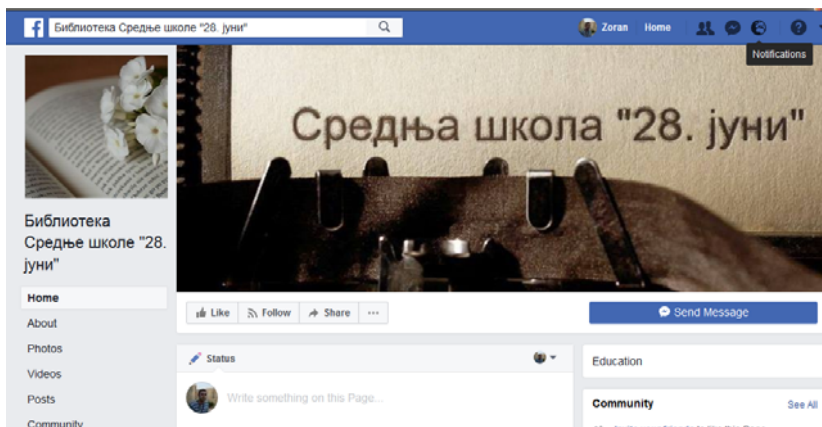 Библиотека Средње школе "28. јуни"
Zoran Home
Notifications
Средња школа "28. јуни"
Библиотека
Средње школе "28.
јуни"
Home
About
Photos
Videos
Posts
Community
Like Follow Share
Send Message
Status
Write something on this Page...
Education
Community See All